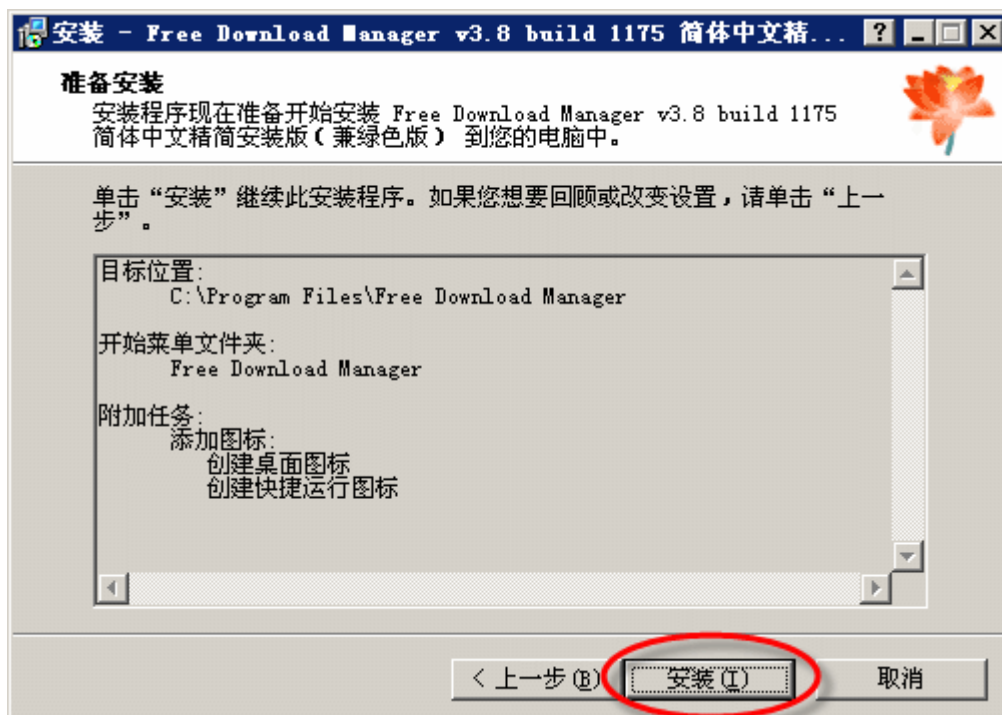 安装 - Free Download Manager v3.8 build 1175 简体中文精...
准备安装
安装程序现在准备开始安装 Free Download Manager v3.8 build 1175
简体中文精简安装版(兼绿色版) 到您的电脑中。
单击“安装”继续此安装程序。如果您想要回顾或改变设置,请单击“上一
步”。
目标位置:
C:\Program Files\Free Download Manager
开始菜单文件夹:
Free Download Manager
附加任务:
添加图标:
创建桌面图标
创建快捷运行图标
< 上一步(B)
安装(I)
取消